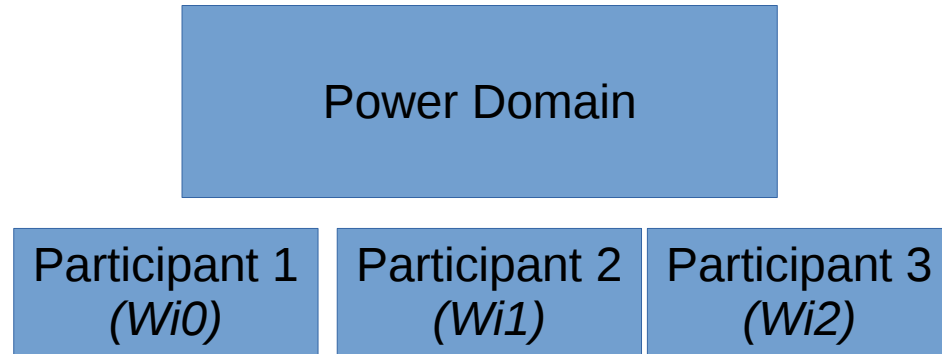 Power Domain
Participant 1
(Wi0)
Participant 2
(Wi1)
Participant 3
(Wi2)